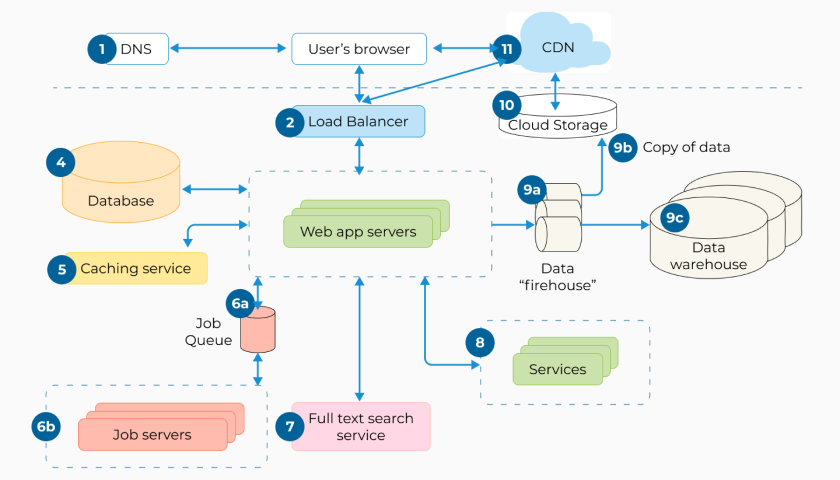 1 DNS
User's browser
11 CDN
2 Load Balancer
10
Cloud Storage
9b Copy of data
4
Database
9a
9c
Web app servers
Data
warehouse
5 Caching service
Data
“firehouse”
6a
Job
Queue
8
Services
6b
Job servers
7
Full text search
service